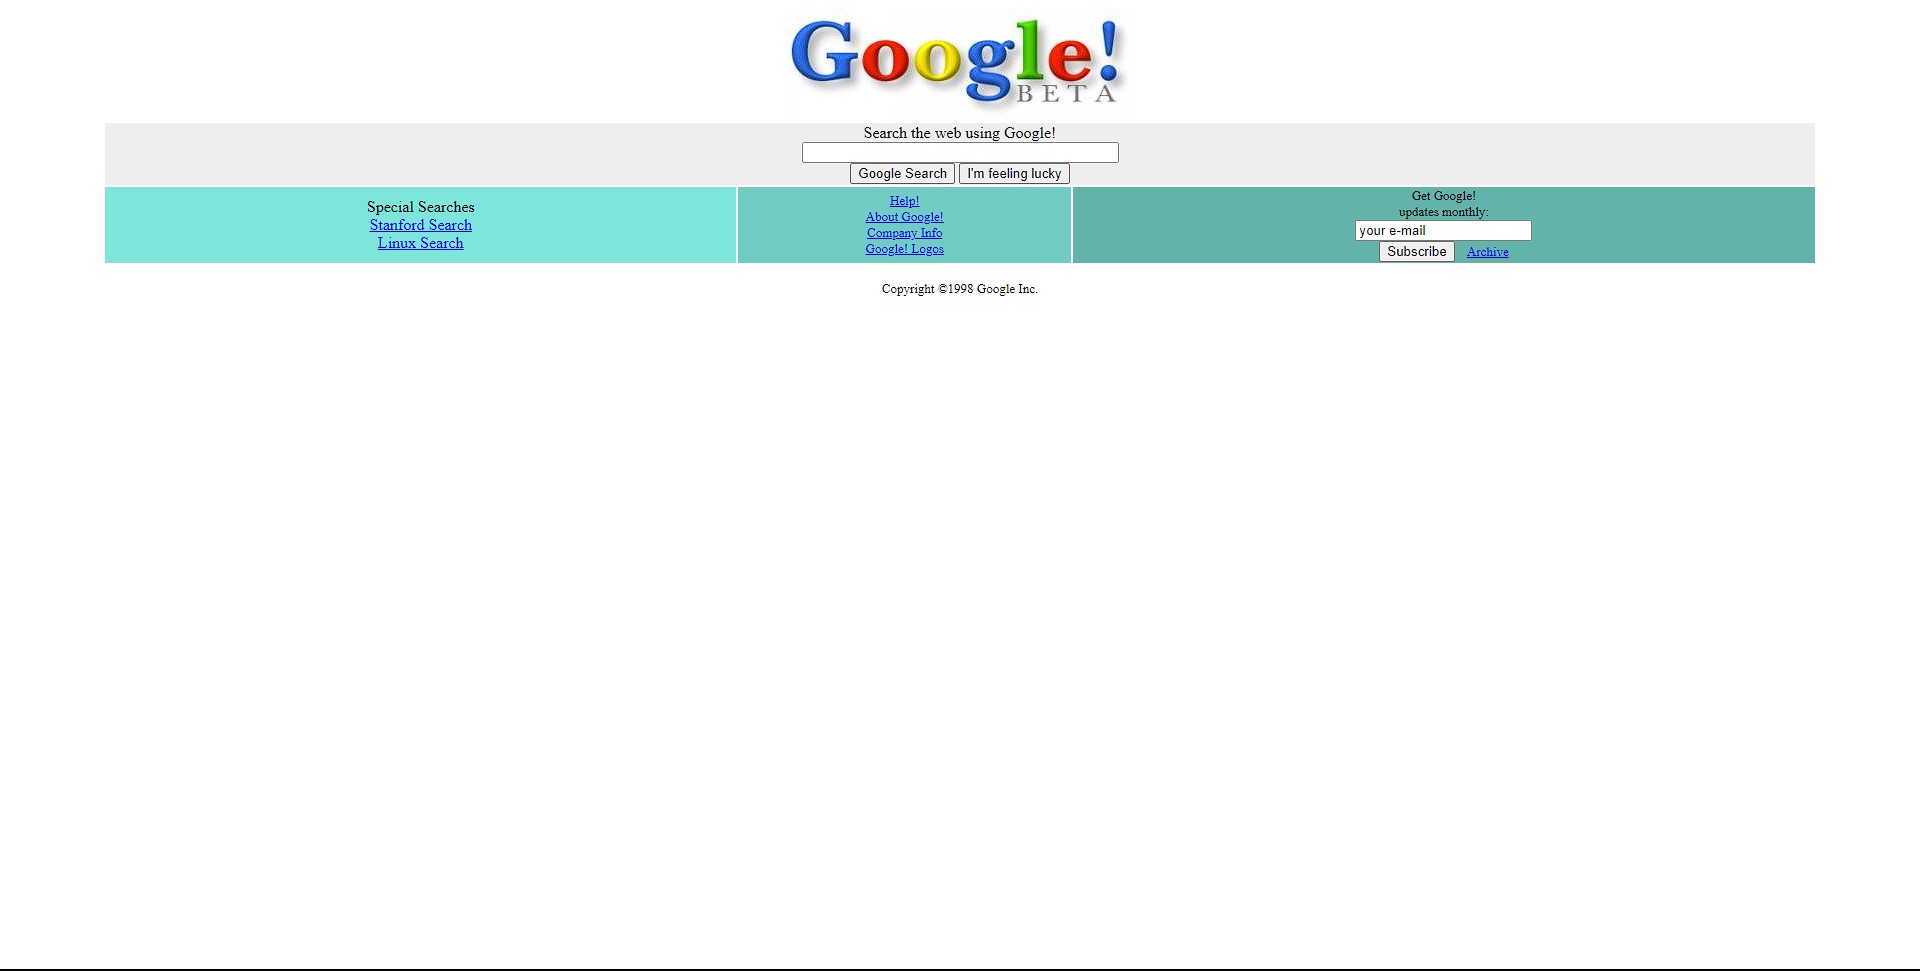 Google!
BETA
Search the web using Google!
Google Search I'm feeling lucky
Special Searches
Stanford Search
Linux Search
Help!
About Google!
Company Info
Google! Logos
Get Google!
updates monthly:
your e-mail
Subscribe Archive
Copyright ©1998 Google Inc.